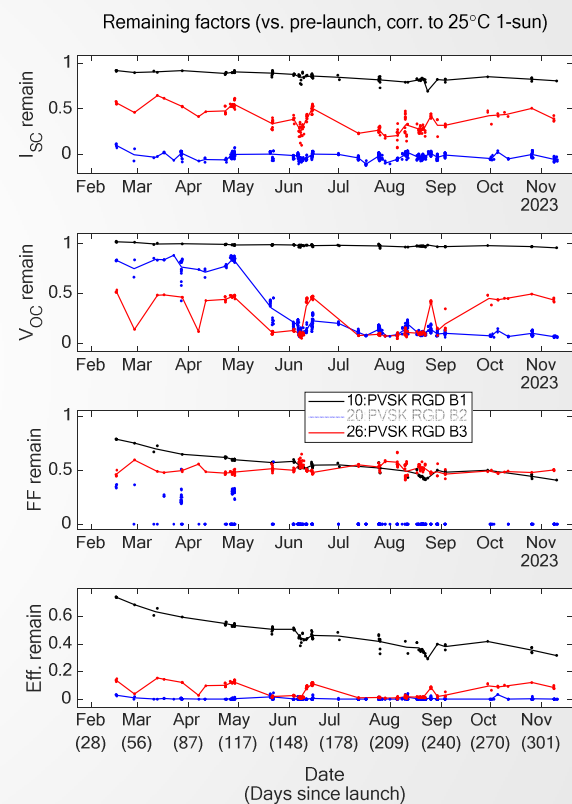 Remaining factors (vs. pre-launch, corr. to 25°C 1-sun)
I_SC remain
1
0.5
0
Feb Mar Apr May Jun Jul Aug Sep Oct Nov
2023
V_OC remain
1
0.5
0
Feb Mar Apr May Jun Jul Aug Sep Oct Nov
2023
10:PVSK RGD B1
20:PVSK RGD B2
26:PVSK RGD B3
FF remain
1
0.5
0
Feb Mar Apr May Jun Jul Aug Sep Oct Nov
2023
Eff. remain
0.6
0.4
0.2
0
Feb Mar Apr May Jun Jul Aug Sep Oct Nov
(28) (56) (87) (117) (148) (178) (209) (240) (270) (301)
Date
(Days since launch)